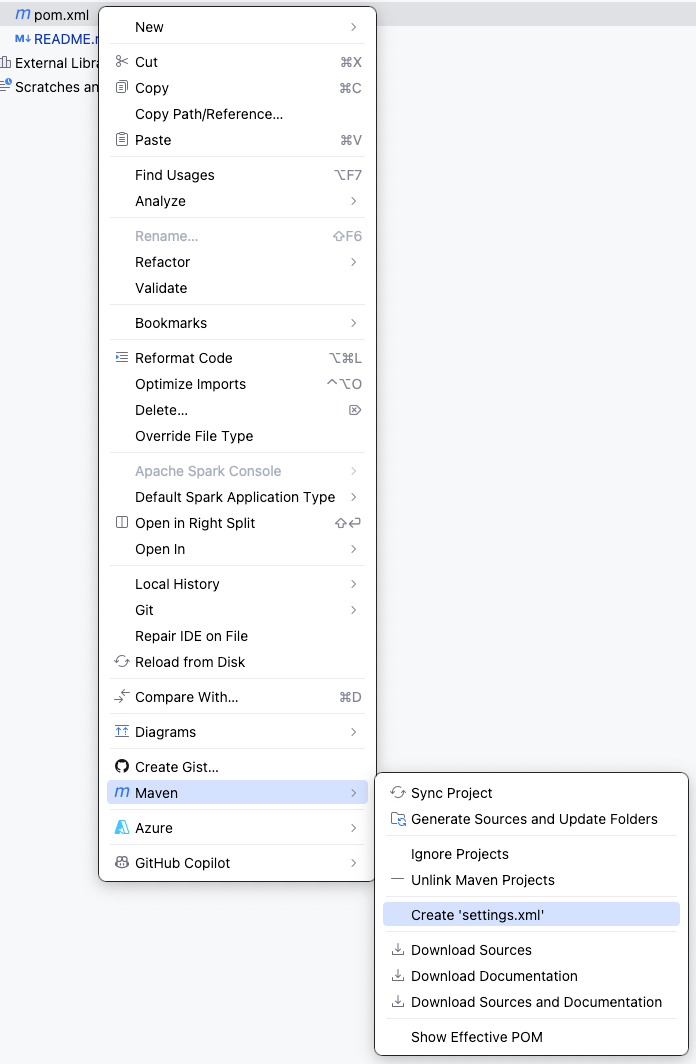 pom.xml
README.
External Libra
Scratches an
New
Cut ⌘X
Copy ⌘C
Copy Path/Reference...
Paste ⌘V
Find Usages ⌥F7
Analyze
Rename... ⇧F6
Refactor
Validate
Bookmarks
Reformat Code ⌥⌘L
Optimize Imports ^⌥O
Delete... ⌦
Override File Type
Apache Spark Console
Default Spark Application Type
Open in Right Split ⇧↩
Open In
Local History
Git
Repair IDE on File
Reload from Disk
Compare With... ⌘D
Diagrams
Create Gist...
Maven
Azure
GitHub Copilot
Sync Project
Generate Sources and Update Folders
Ignore Projects
Unlink Maven Projects
Create 'settings.xml'
Download Sources
Download Documentation
Download Sources and Documentation
Show Effective POM